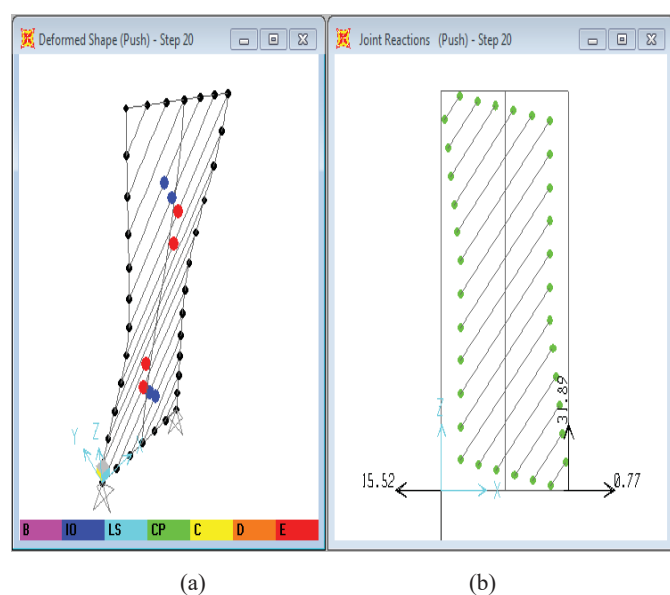 Deformed Shape (Push) - Step 20
Y Z X
B IO LS CP C D E
(a)
Joint Reactions (Push) - Step 20
31.89
Z
15.52 X 0.77
(b)